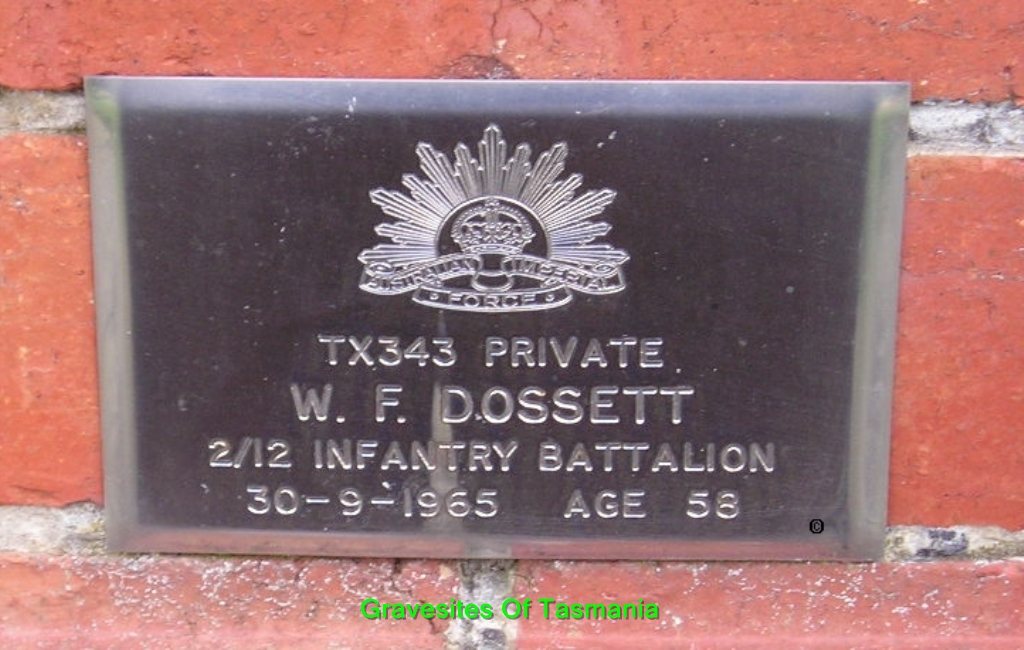 AUSTRALIAN IMPERIAL
FORCE
TX343 PRIVATE
W. F. DOSSETT
2/12 INFANTRY BATTALION
30-9-1965 AGE 58
©
Gravesites Of Tasmania